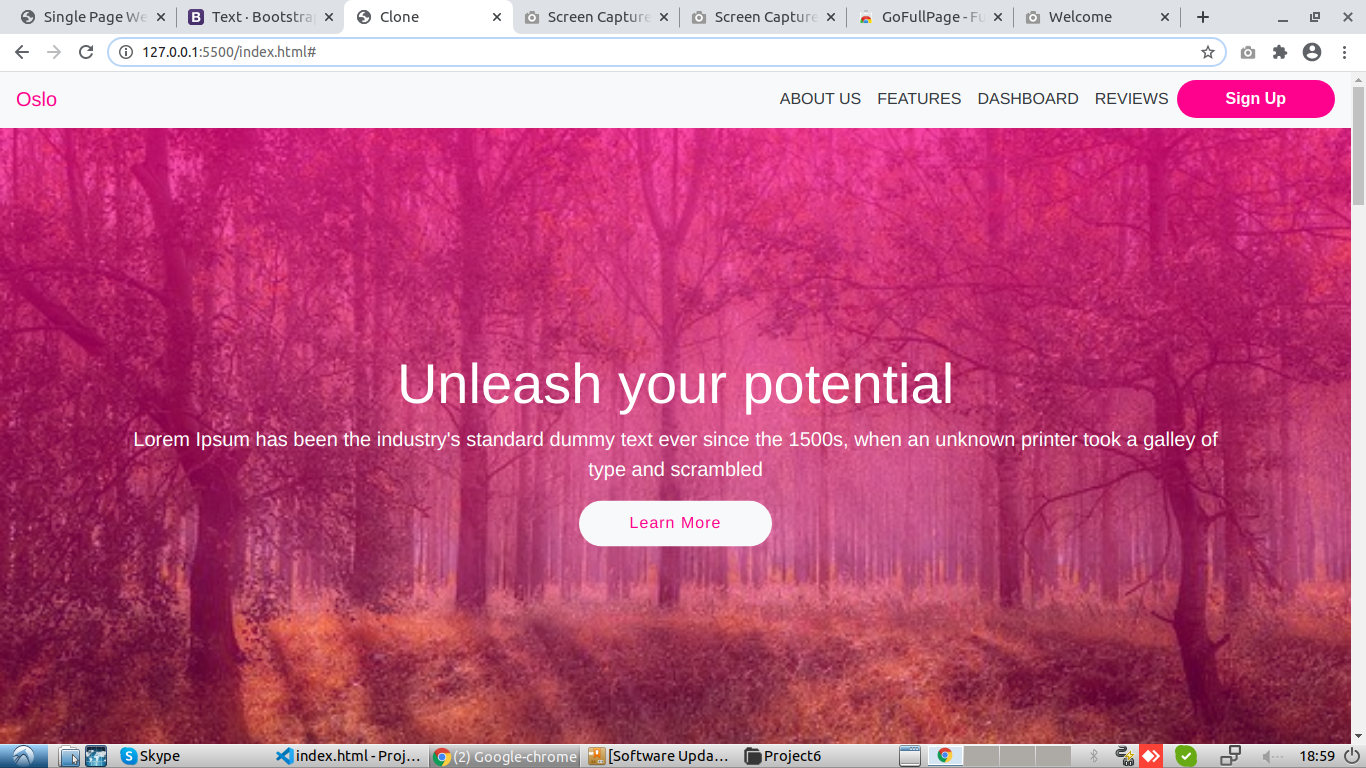 Single Page We
Text · Bootstrap
Clone
Screen Capture
Screen Capture
GoFullPage - Fu
Welcome
127.0.0.1:5500/index.html#
Oslo
ABOUT US
FEATURES
DASHBOARD
REVIEWS
Sign Up
Unleash your potential
Lorem Ipsum has been the industry's standard dummy text ever since the 1500s, when an unknown printer took a galley of
type and scrambled
Learn More
Skype
index.html - Proj...
(2) Google-chrome
[Software Upda...
Project6
18:59